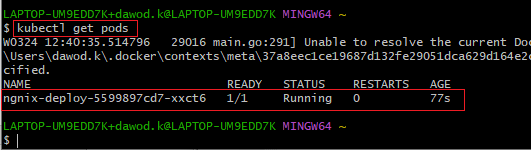 LAPTOP-UM9EDD7K+dawod.k@LAPTOP-UM9EDD7K MINGW64 ~
$ kubectl get pods
W0324 12:40:35.514796   29016 main.go:291] Unable to resolve the current Doc
\Users\dawod.k\.docker\contexts\meta\37a8eec1ce19687d132fe29051dca629d164e2c
cified.
NAME                            READY   STATUS    RESTARTS   AGE
ngnix-deploy-5599897cd7-xxct6   1/1     Running   0          77s
LAPTOP-UM9EDD7K+dawod.k@LAPTOP-UM9EDD7K MINGW64 ~
$